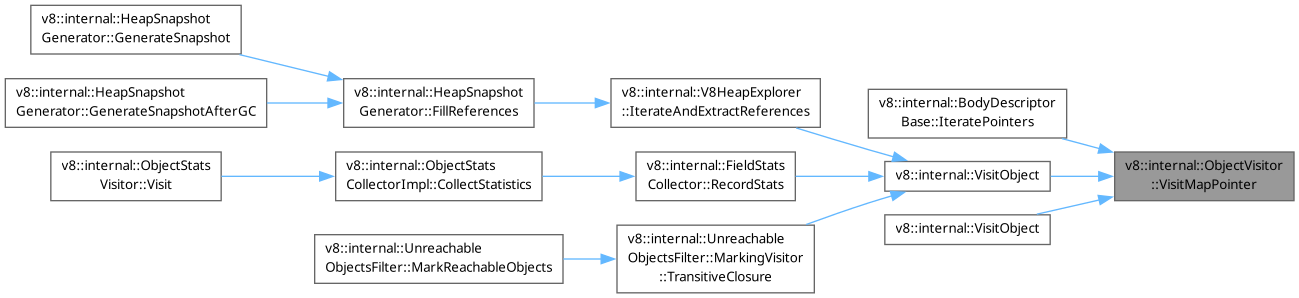 v8::internal::HeapSnapshot
Generator::GenerateSnapshot
v8::internal::HeapSnapshot
Generator::GenerateSnapshotAfterGC
v8::internal::HeapSnapshot
Generator::FillReferences
v8::internal::V8HeapExplorer
::IterateAndExtractReferences
v8::internal::BodyDescriptor
Base::IteratePointers
v8::internal::ObjectStats
Visitor::Visit
v8::internal::ObjectStats
CollectorImpl::CollectStatistics
v8::internal::FieldStats
Collector::RecordStats
v8::internal::VisitObject
v8::internal::ObjectVisitor
::VisitMapPointer
v8::internal::VisitObject
v8::internal::Unreachable
ObjectsFilter::MarkReachableObjects
v8::internal::Unreachable
ObjectsFilter::MarkingVisitor
::TransitiveClosure